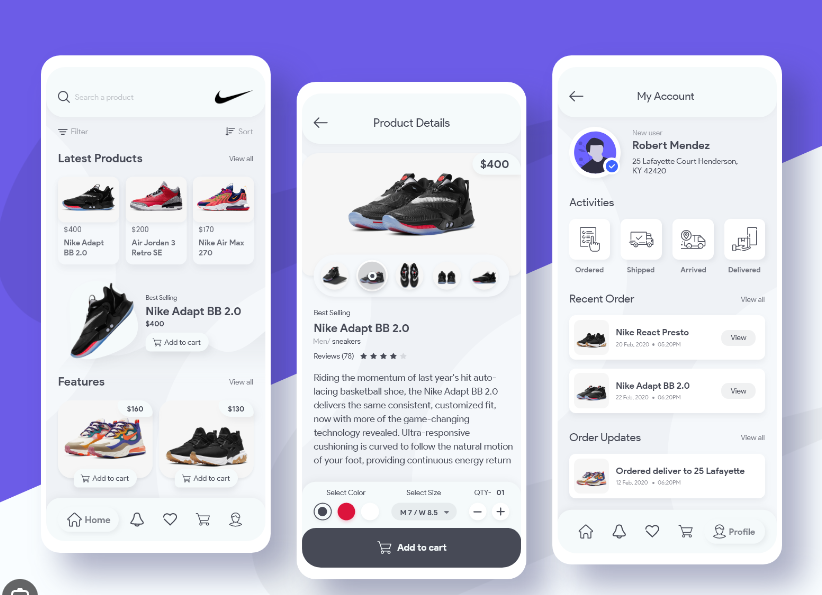 Search a product
Filter
Sort
Latest Products
View all
$400
Nike Adapt
BB 2.0
$200
Air Jorden 3
Retro SE
$170
Nike Air Max
270
Best Selling
Nike Adapt BB 2.0
$400
Add to cart
Features
View all
$160
Add to cart
$130
Add to cart
Home
Product Details
$400
Best Selling
Nike Adapt BB 2.0
Men/ sneakers
Reviews (78)
Riding the momentum of last year's hit auto-
lacing basketball shoe, the Nike Adapt BB 2.0
delivers the same consistent, customized fit,
now with more of the game-changing
technology revealed. Ultra-responsive
cushioning is curved to follow the natural motion
of your foot, providing continuous energy return
Select Color
Select Size
QTY- 01
M 7 / W 8.5
Add to cart
My Account
New user
Robert Mendez
25 Lafayette Court Henderson,
KY 42420
Activities
Ordered
Shipped
Arrived
Delivered
Recent Order
View all
Nike React Presto
20 Feb, 2020 • 05:20PM
View
Nike Adapt BB 2.0
22 Feb, 2020 • 06:20PM
View
Order Updates
View all
Ordered deliver to 25 Lafayette
12 Feb, 2020 • 06:20PM
Profile